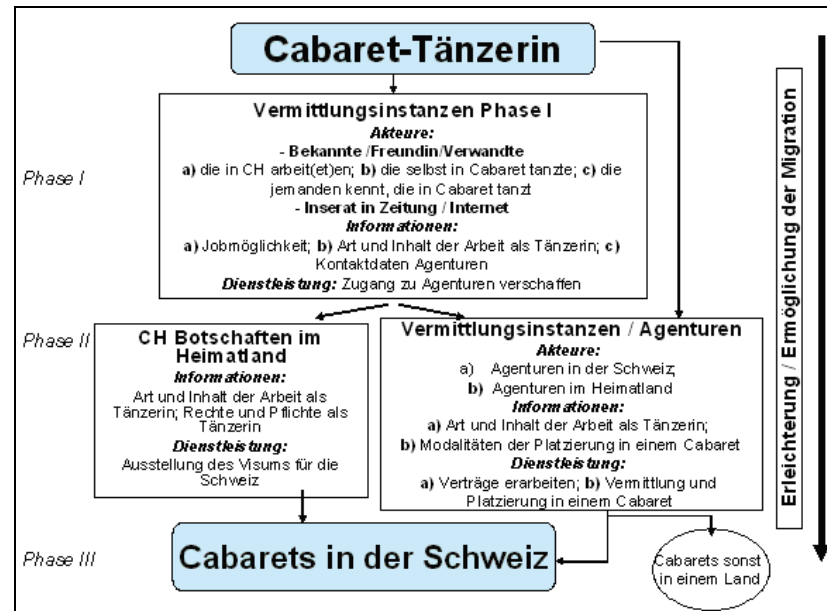 Cabaret-Tänzerin
Phase I
Vermittlungsinstanzen Phase I
Akteure:
- Bekannte /Freundin/Verwandte
a) die in CH arbeit(et)en; b) die selbst in Cabaret tanzte; c) die
jemanden kennt, die in Cabaret tanzt
- Inserat in Zeitung / Internet
Informationen:
a) Jobmöglichkeit; b) Art und Inhalt der Arbeit als Tänzerin; c)
Kontaktdaten Agenturen
Dienstleistung: Zugang zu Agenturen verschaffen
Phase II
CH Botschaften im
Heimatland
Informationen:
Art und Inhalt der Arbeit als
Tänzerin; Rechte und Pflichte als
Tänzerin
Dienstleistung:
Ausstellung des Visums für die
Schweiz
Vermittlungsinstanzen / Agenturen
Akteure:
a) Agenturen in der Schweiz;
b) Agenturen im Heimatland
Informationen:
a) Art und Inhalt der Arbeit als Tänzerin;
b) Modalitäten der Platzierung in einem Cabaret
Dienstleistung:
a) Verträge erarbeiten; b) Vermittlung und
Platzierung in einem Cabaret
Phase III
Cabarets in der Schweiz
Cabarets sonst
in einem Land
Erleichterung / Ermöglichung der Migration